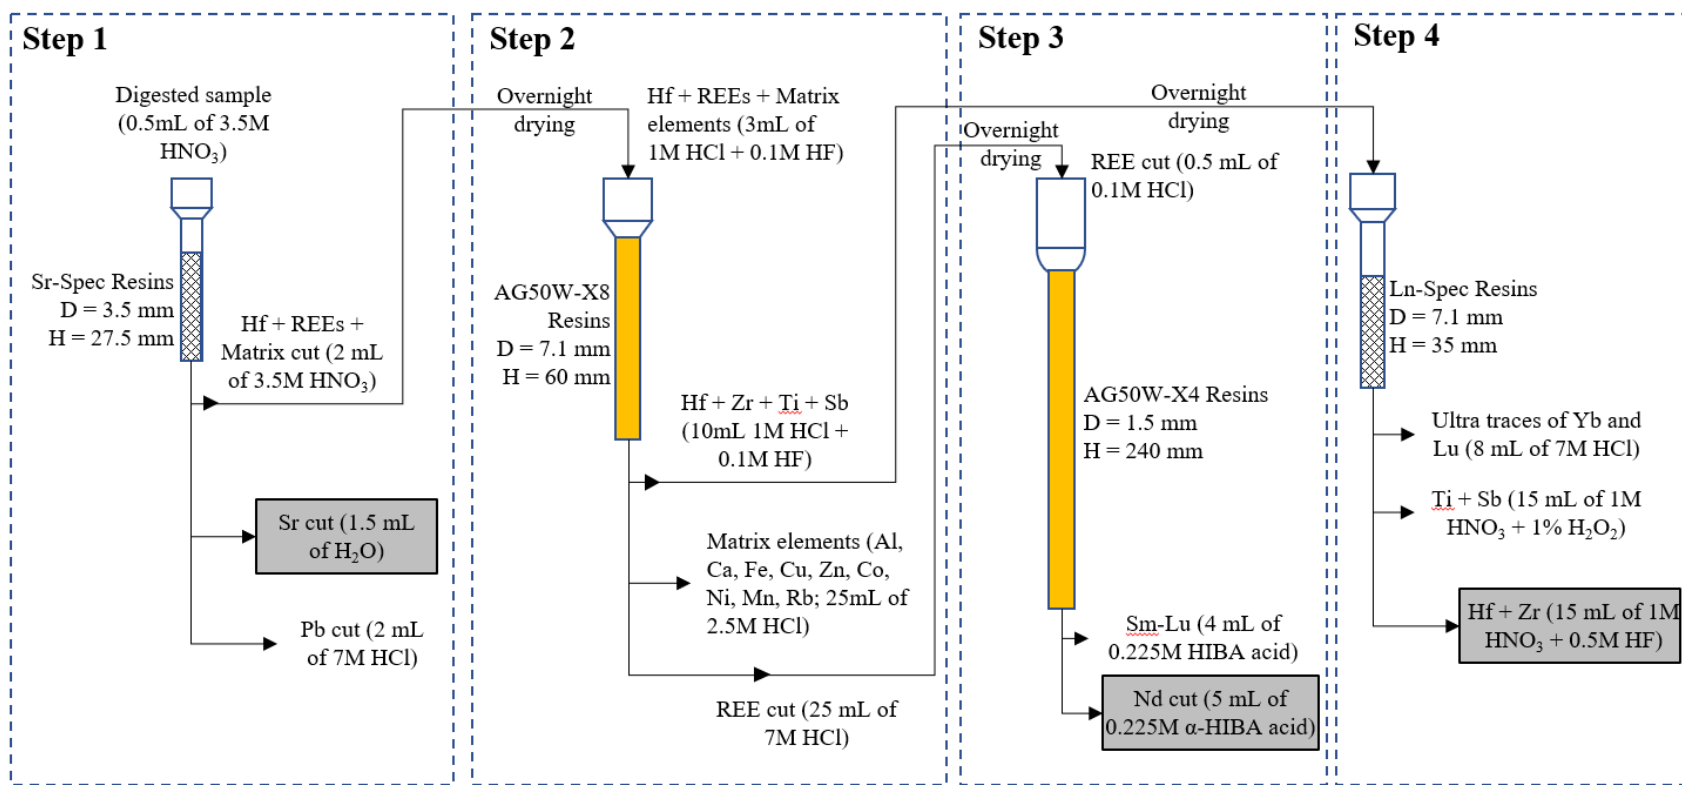 Step 1
Digested sample
(0.5mL of 3.5M
HNO₃)
Sr-Spec Resins
D = 3.5 mm
H = 27.5 mm
Hf + REEs +
Matrix cut (2 mL
of 3.5M HNO₃)
Sr cut (1.5 mL
of H₂O)
Pb cut (2 mL
of 7M HCl)
Step 2
Overnight
drying
Hf + REEs + Matrix
elements (3mL of
1M HCl + 0.1M HF)
AG50W-X8
Resins
D = 7.1 mm
H = 60 mm
Hf + Zr + Ti + Sb
(10mL 1M HCl +
0.1M HF)
Matrix elements (Al,
Ca, Fe, Cu, Zn, Co,
Ni, Mn, Rb; 25mL of
2.5M HCl)
REE cut (25 mL of
7M HCl)
Step 3
Overnight
drying
REE cut (0.5 mL of
0.1M HCl)
AG50W-X4 Resins
D = 1.5 mm
H = 240 mm
Sm-Lu (4 mL of
0.225M HIBA acid)
Nd cut (5 mL of
0.225M α-HIBA acid)
Step 4
Overnight
drying
Ln-Spec Resins
D = 7.1 mm
H = 35 mm
Ultra traces of Yb and
Lu (8 mL of 7M HCl)
Ti + Sb (15 mL of 1M
HNO₃ + 1% H₂O₂)
Hf + Zr (15 mL of 1M
HNO₃ + 0.5M HF)